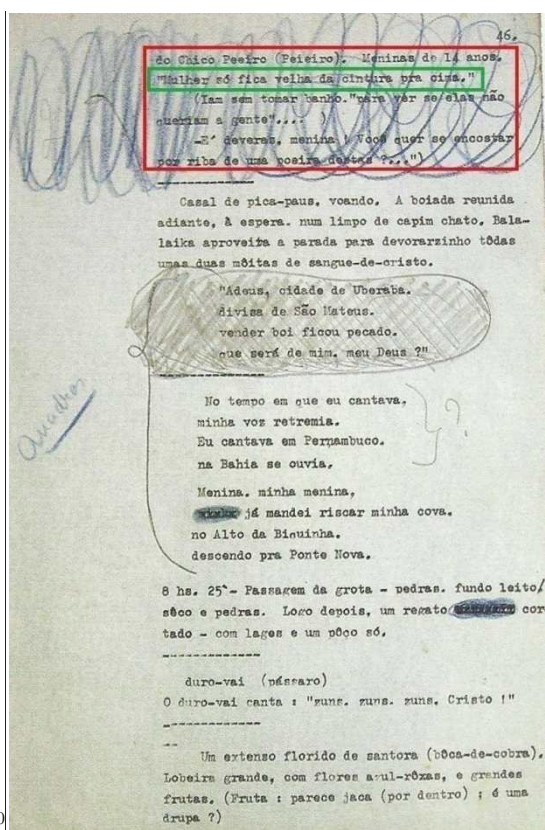 46.
do Chico Peeiro (Peieiro). Meninas de 14 anos.
"Mulher só fica velha da cintura pra cima."
(Iam sem tomar banho."para ver se elas não
queriam a gente".... )
-E´ deveras, menina ! Você quer se encostar
por riba de uma poeira destas ?...")
--------------
Casal de pica-paus, voando. A boiada reunida
adiante, à espera. num limpo de capim chato. Bala-
laika aproveita a parada para devorarzinho tôdas
umas duas môitas de sangue-de-cristo.
"Adeus, cidade de Uberaba.
divisa de São Mateus.
vender boi ficou pecado.
que será de mim. meu Deus ?"
--------------
quadras
No tempo em que eu cantava.
minha voz retremia.
Eu cantava em Pernambuco.
na Bahia se ouvia.
?
Menina. minha menina,
já mandei riscar minha cova.
no Alto da Biquinha.
descendo pra Ponte Nova.
8 hs. 25´- Passagem da grota - pedras. fundo leito/
sêco e pedras. Logo depois, um regato cor
tado - com lages e um pôço só.
-------------
duro-vai (pássaro)
O duro-vai canta : "zuns. zuns. zuns. Cristo !"
-------------
--
Um extenso florido de santora (bôca-de-cobra).
Lobeira grande, com flores azul-rôxas, e grandes
frutas. (Fruta : parece jaca (por dentro) ; é uma
drupa ?)